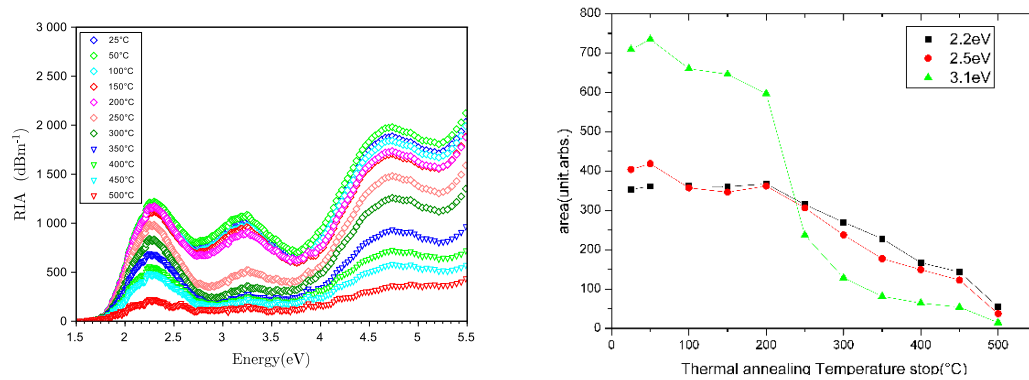 3 000
2 500
2 000
1 500
1 000
500
0
RIA (dBm⁻¹)
25°C
50°C
100°C
150°C
200°C
250°C
300°C
350°C
400°C
450°C
500°C
1.5 2 2.5 3 3.5 4 4.5 5 5.5
Energy(eV)
800
700
600
500
400
300
200
100
0
area(unit.arbs.)
2.2eV
2.5eV
3.1eV
0 100 200 300 400 500
Thermal annealing Temperature stop(°C)